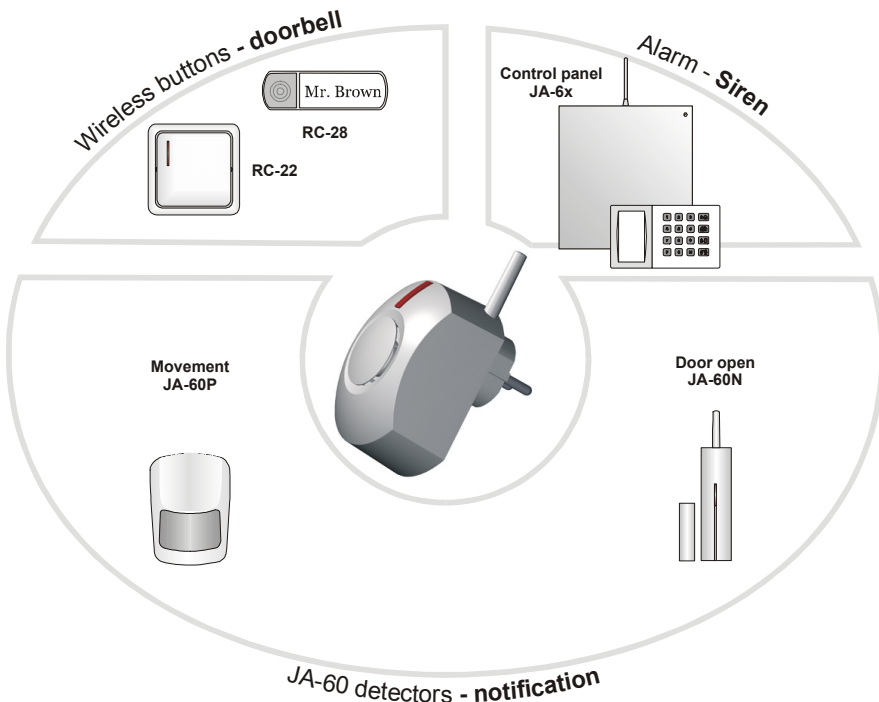 Wireless buttons - doorbell
Mr. Brown
RC-28
RC-22
Alarm - Siren
Control panel
JA-6x
Movement
JA-60P
Door open
JA-60N
JA-60 detectors - notification